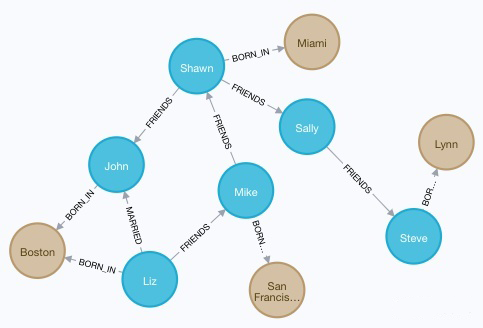 Miami
BORN_IN
Shawn
FRIENDS
FRIENDS
Sally
FRIENDS
Lynn
John
FRIENDS
BOR...
Mike
BORN_IN
MARRIED
FRIENDS
BORN...
Steve
Boston
BORN_IN
Liz
San
Francis...